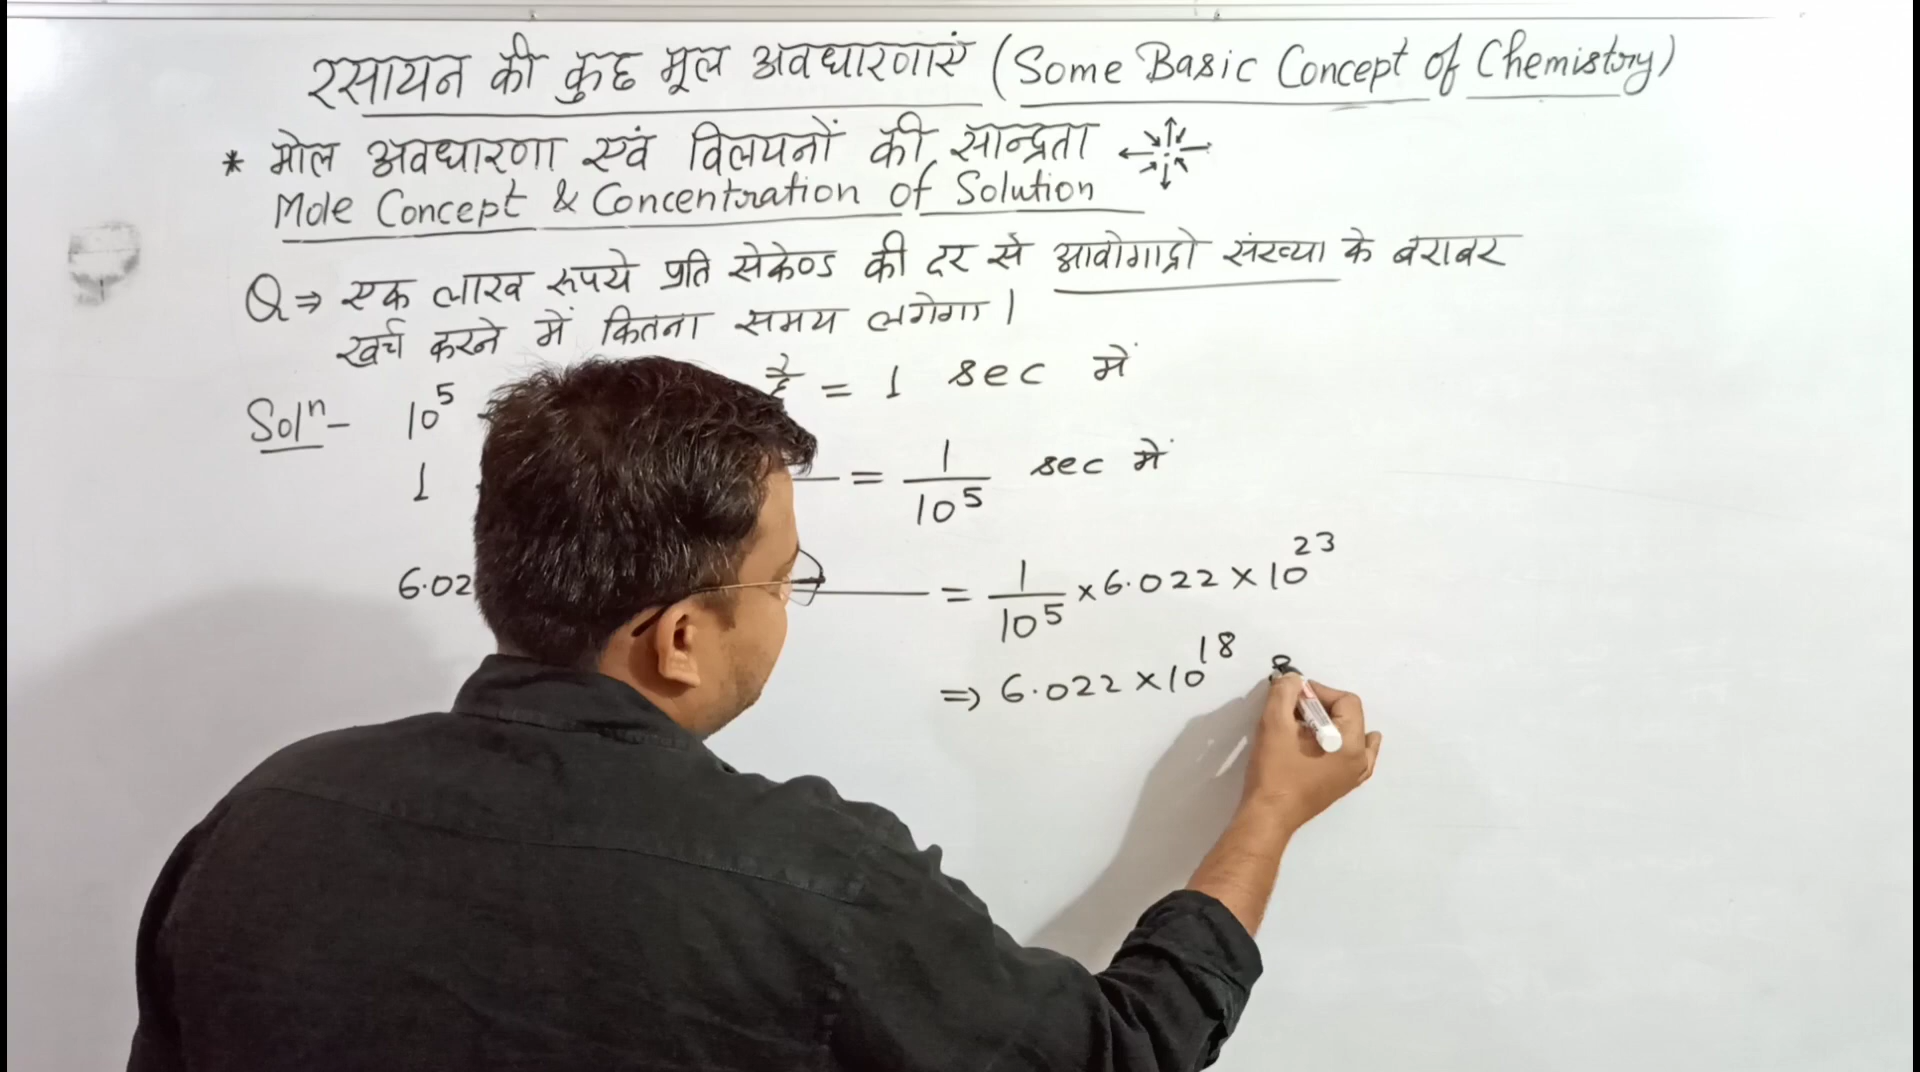 रसायन की कुछ मूल अवधारणाएं (Some Basic Concept of Chemistry)
* मोल अवधारणा एवं विलयनों की सान्द्रता
Mole Concept & Concentration of Solution
Q⇒ एक लाख रूपये प्रति सेकेण्ड की दर से आवोगाद्रो संख्या के बराबर
खर्च करने में कितना समय लगेगा।
Solⁿ- 10⁵ = 1 sec में
1 = 1/10⁵ sec में
6.02 = 1/10⁵ × 6.022 × 10²³
⇒ 6.022 × 10¹⁸